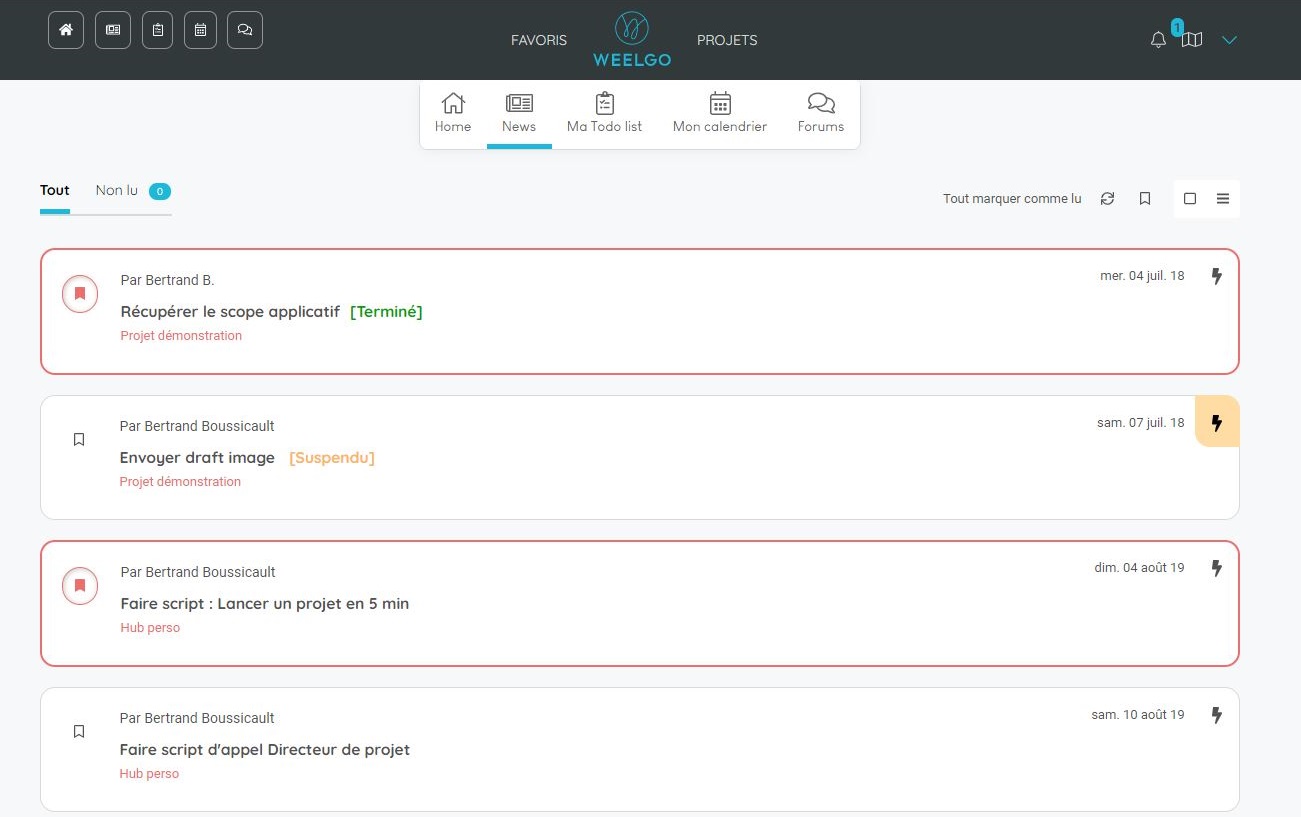 FAVORIS
WEELGO
PROJETS
1
Home
News
Ma Todo list
Mon calendrier
Forums
Tout
Non lu
0
Tout marquer comme lu
Par Bertrand B.
mer. 04 juil. 18
Récupérer le scope applicatif [Terminé]
Projet démonstration
Par Bertrand Boussicault
sam. 07 juil. 18
Envoyer draft image [Suspendu]
Projet démonstration
Par Bertrand Boussicault
dim. 04 août 19
Faire script : Lancer un projet en 5 min
Hub perso
Par Bertrand Boussicault
sam. 10 août 19
Faire script d'appel Directeur de projet
Hub perso